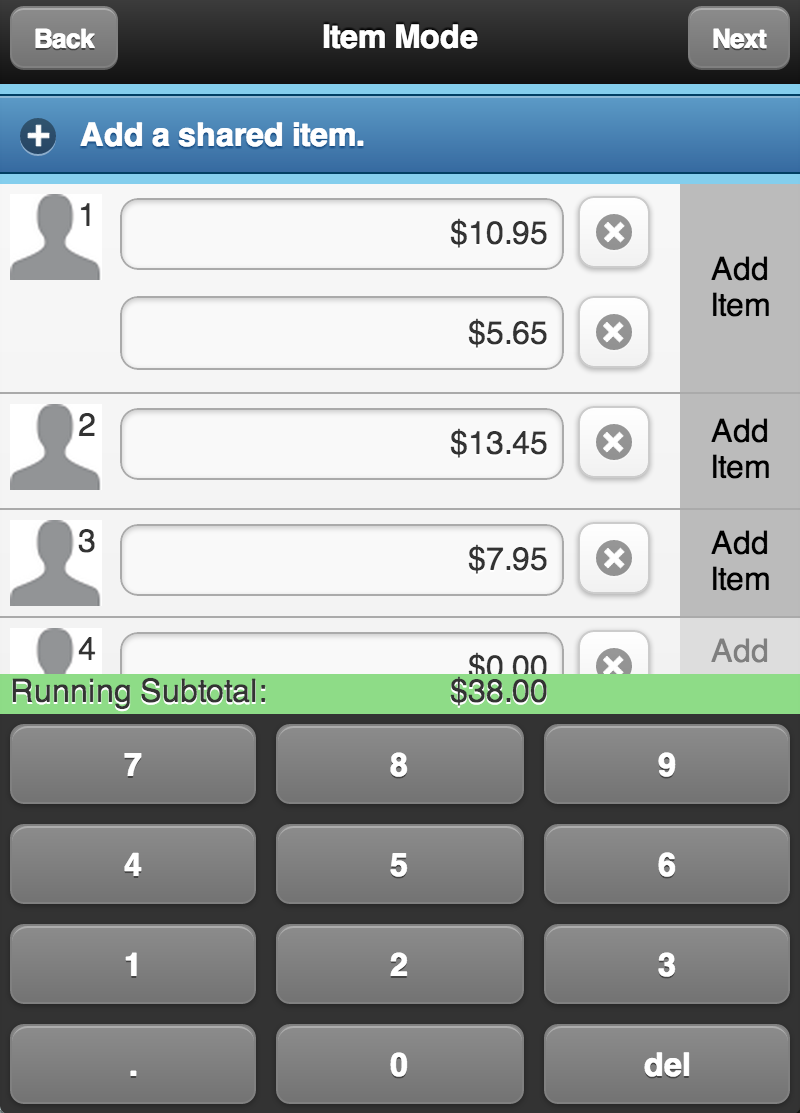 Back Item Mode Next
Add a shared item.
1 $10.95
Add
Item
$5.65
2 $13.45
Add
Item
3 $7.95
Add
Item
4 $0.00 Add
Running Subtotal: $38.00
7 8 9
4 5 6
1 2 3
. 0 del